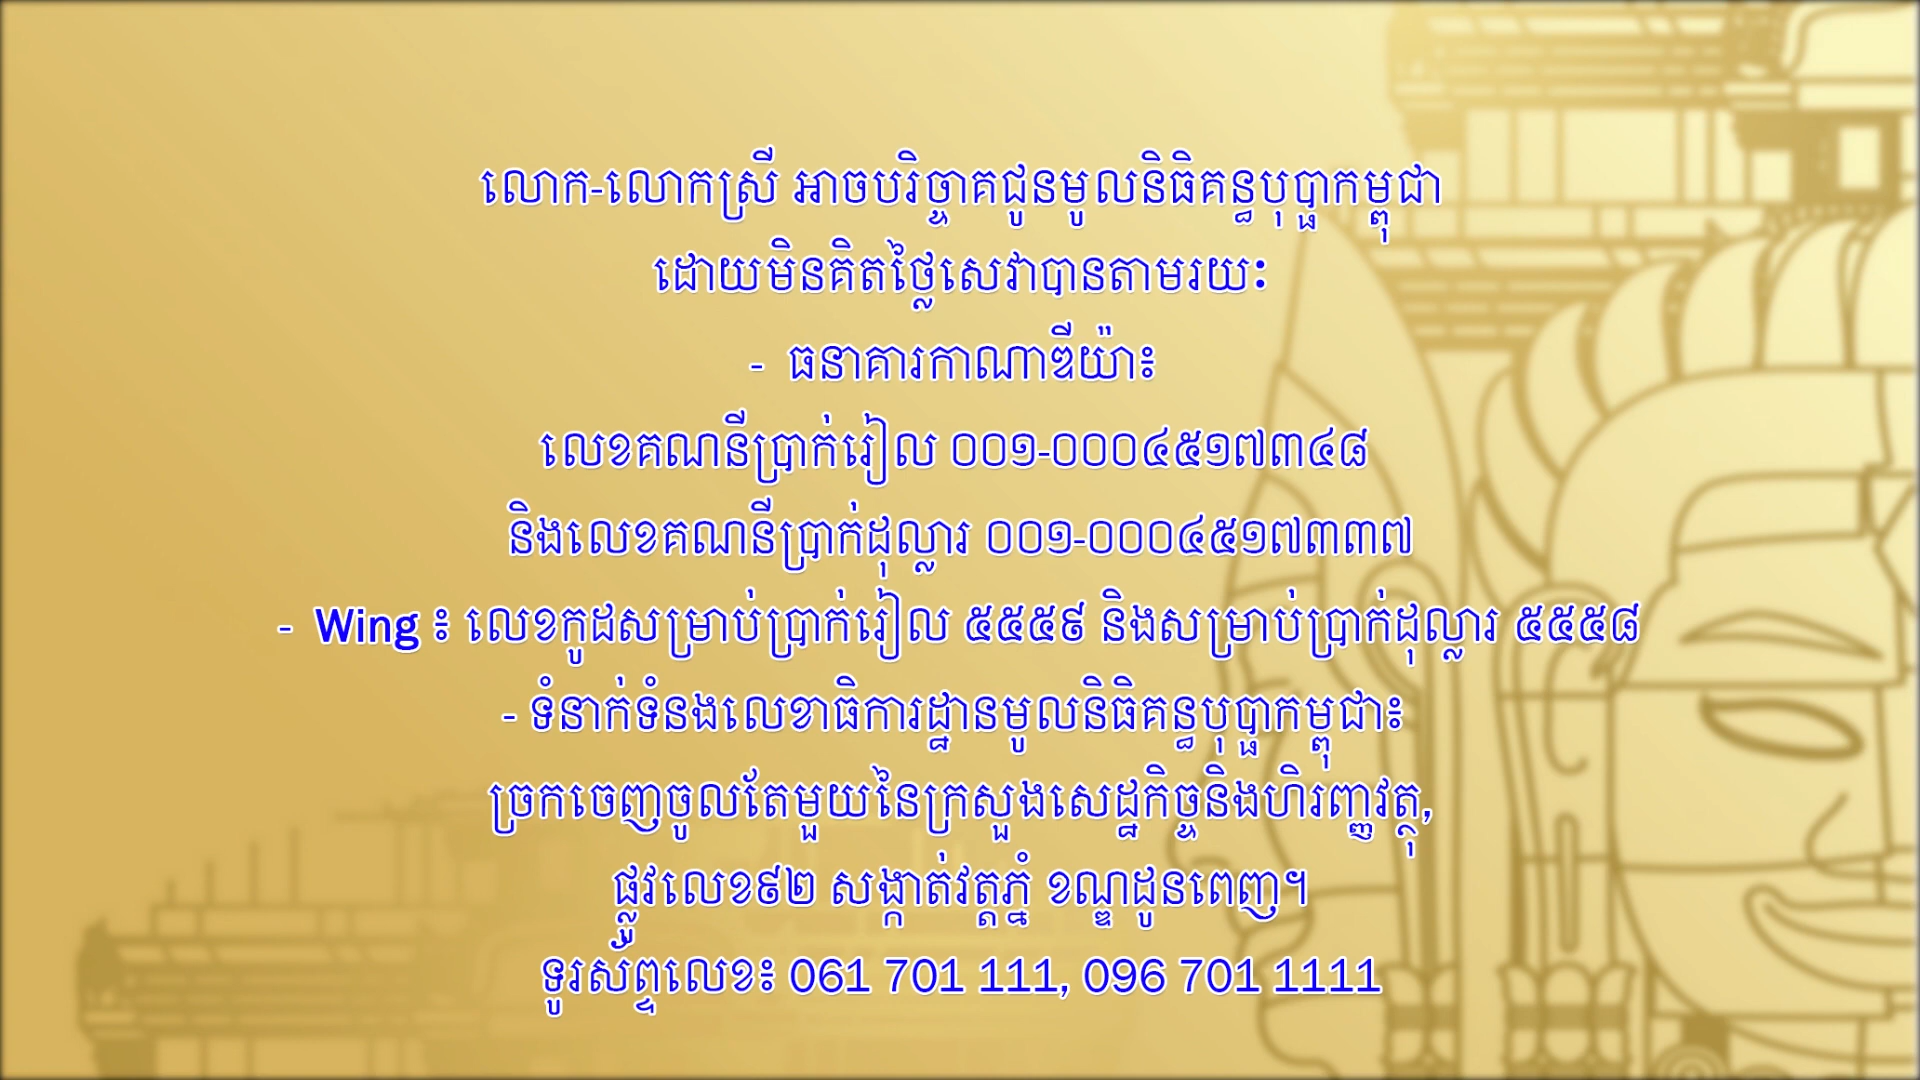 លោក-លោកស្រី អាចបរិច្ចាគជូនមូលនិធិគន្ធបុប្ផាកម្ពុជា
ដោយមិនគិតថ្លៃសេវាបានតាមរយៈ
- ធនាគារកាណាឌីយ៉ា៖
លេខគណនីប្រាក់រៀល ០០១-០០០៤៥១៧៣៤៨
និងលេខគណនីប្រាក់ដុល្លារ ០០១-០០០៤៥១៧៣៣៧
- Wing ៖ លេខកូដសម្រាប់ប្រាក់រៀល ៥៥៥៩ និងសម្រាប់ប្រាក់ដុល្លារ ៥៥៥៨
- ទំនាក់ទំនងលេខាធិការដ្ឋានមូលនិធិគន្ធបុប្ផាកម្ពុជា៖
ច្រកចេញចូលតែមួយនៃក្រសួងសេដ្ឋកិច្ចនិងហិរញ្ញវត្ថុ,
ផ្លូវលេខ៩២ សង្កាត់វត្តភ្នំ ខណ្ឌដូនពេញ។
ទូរស័ព្ទលេខ៖ 061 701 111, 096 701 1111